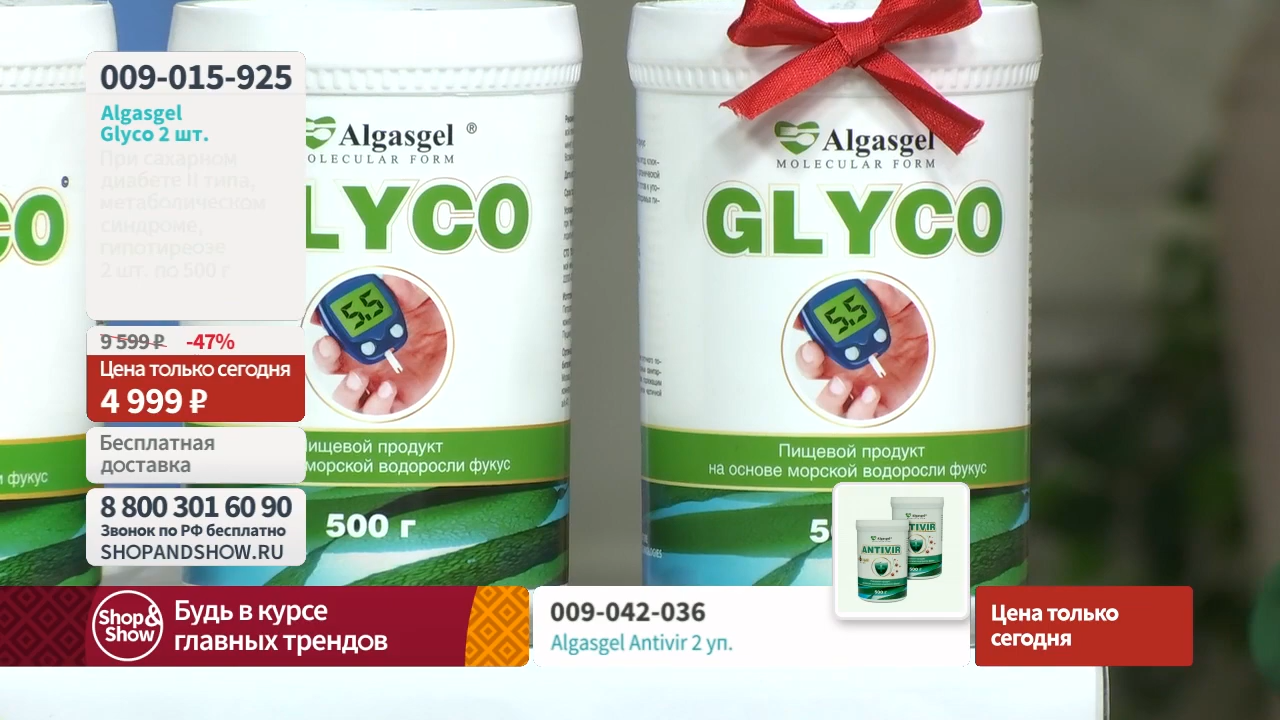 009-015-925
Algasgel
Glyco 2 шт.
При сахарном
диабете II типа,
метаболическом
синдроме,
гипотиреозе
2 шт. по 500 г
9 599 ₽ -47%
Цена только сегодня
4 999 ₽
Бесплатная
доставка
8 800 301 60 90
Звонок по РФ бесплатно
SHOPANDSHOW.RU
CO
фукус
Algasgel ®
MOLECULAR FORM
GLYCO
5.5
Пищевой продукт
морской водоросли фукус
500 г
Algasgel
MOLECULAR FORM
GLYCO
5.5
Пищевой продукт
на основе морской водоросли фукус
Shop&
Show
Будь в курсе
главных трендов
009-042-036
Algasgel Antivir 2 уп.
ANTIVIR
Цена только
сегодня